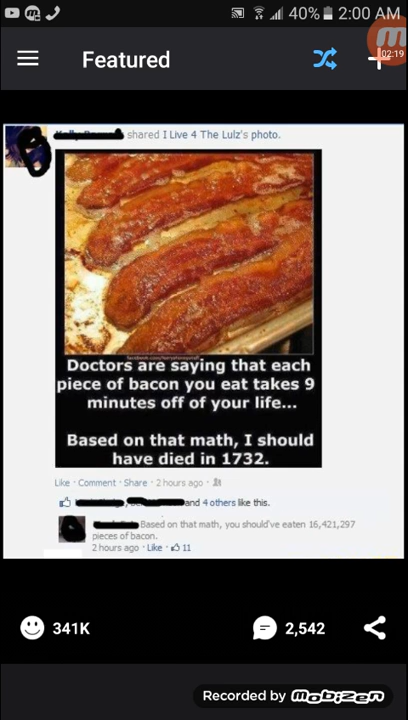 40% 2:00 AM
02:19
Featured
shared I Live 4 The Lulz's photo.
Doctors are saying that each
piece of bacon you eat takes 9
minutes off of your life...
Based on that math, I should
have died in 1732.
Like · Comment · Share · 2 hours ago ·
and 4 others like this.
Based on that math, you should've eaten 16,421,297
pieces of bacon.
2 hours ago · Like · 11
341K
2,542
Recorded by mobizen